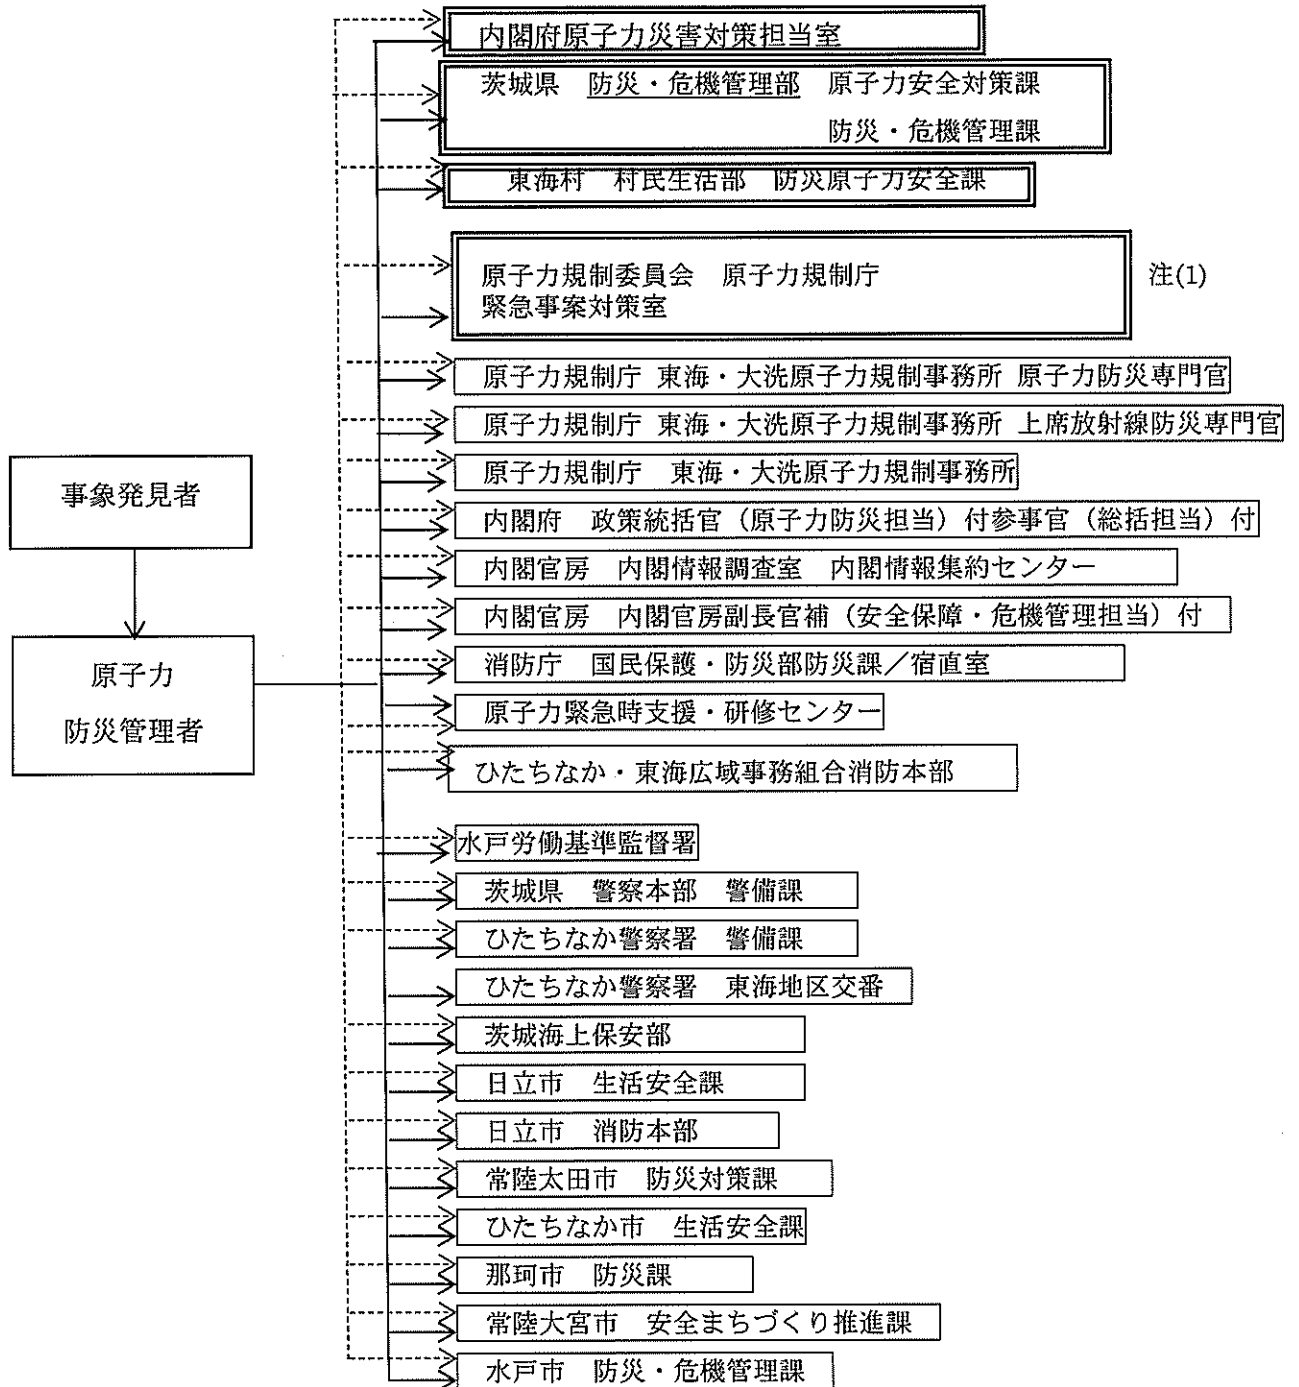 内閣府原子力災害対策担当室
茨城県　防災・危機管理部　原子力安全対策課
防災・危機管理課
東海村　村民生活部　防災原子力安全課
原子力規制委員会　原子力規制庁
緊急事案対策室
注(1)
原子力規制庁 東海・大洗原子力規制事務所 原子力防災専門官
原子力規制庁 東海・大洗原子力規制事務所 上席放射線防災専門官
原子力規制庁　東海・大洗原子力規制事務所
事象発見者
内閣府　政策統括官（原子力防災担当）付参事官（総括担当）付
内閣官房　内閣情報調査室　内閣情報集約センター
内閣官房　内閣官房副長官補（安全保障・危機管理担当）付
消防庁　国民保護・防災部防災課／宿直室
原子力
防災管理者
原子力緊急時支援・研修センター
ひたちなか・東海広域事務組合消防本部
水戸労働基準監督署
茨城県　警察本部　警備課
ひたちなか警察署　警備課
ひたちなか警察署　東海地区交番
茨城海上保安部
日立市　生活安全課
日立市　消防本部
常陸太田市　防災対策課
ひたちなか市　生活安全課
那珂市　防災課
常陸大宮市　安全まちづくり推進課
水戸市　防災・危機管理課